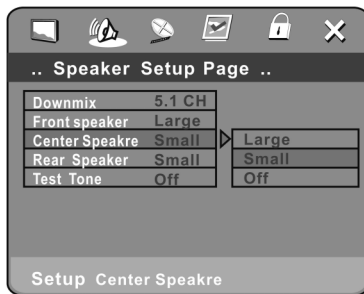 .. Speaker Setup Page ..
Downmix 5.1 CH
Front speaker Large
Center Speakre Small Large
Rear Speaker Small Small
Test Tone Off Off
Setup Center Speakre